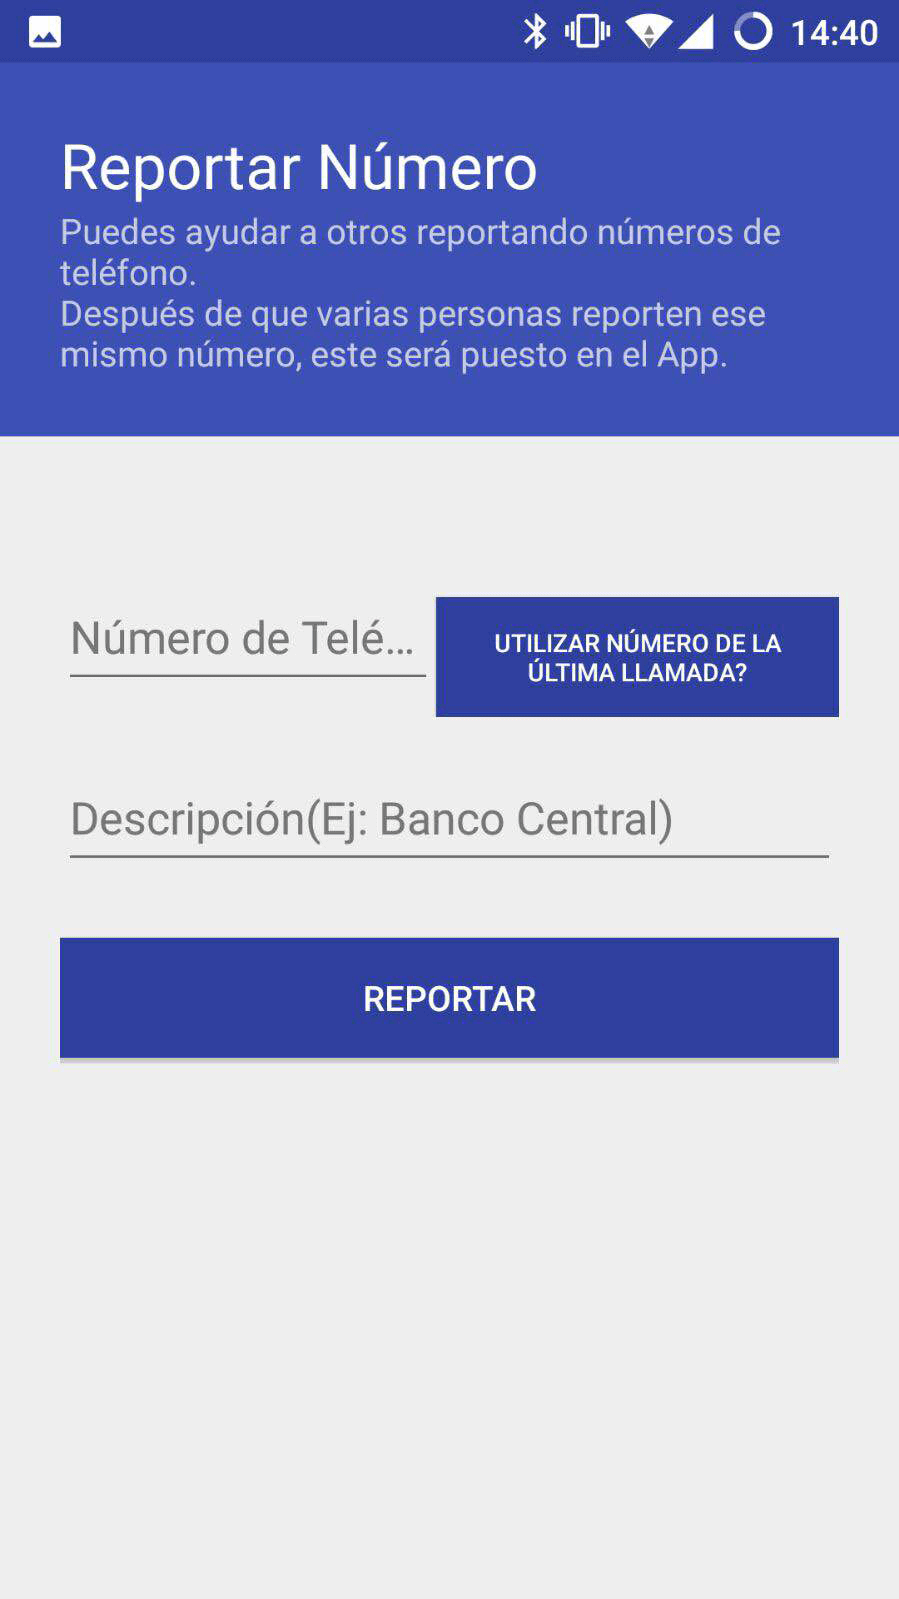 14:40
Reportar Número
Puedes ayudar a otros reportando números de
teléfono.
Después de que varias personas reporten ese
mismo número, este será puesto en el App.
Número de Telé...
UTILIZAR NÚMERO DE LA
ÚLTIMA LLAMADA?
Descripción(Ej: Banco Central)
REPORTAR